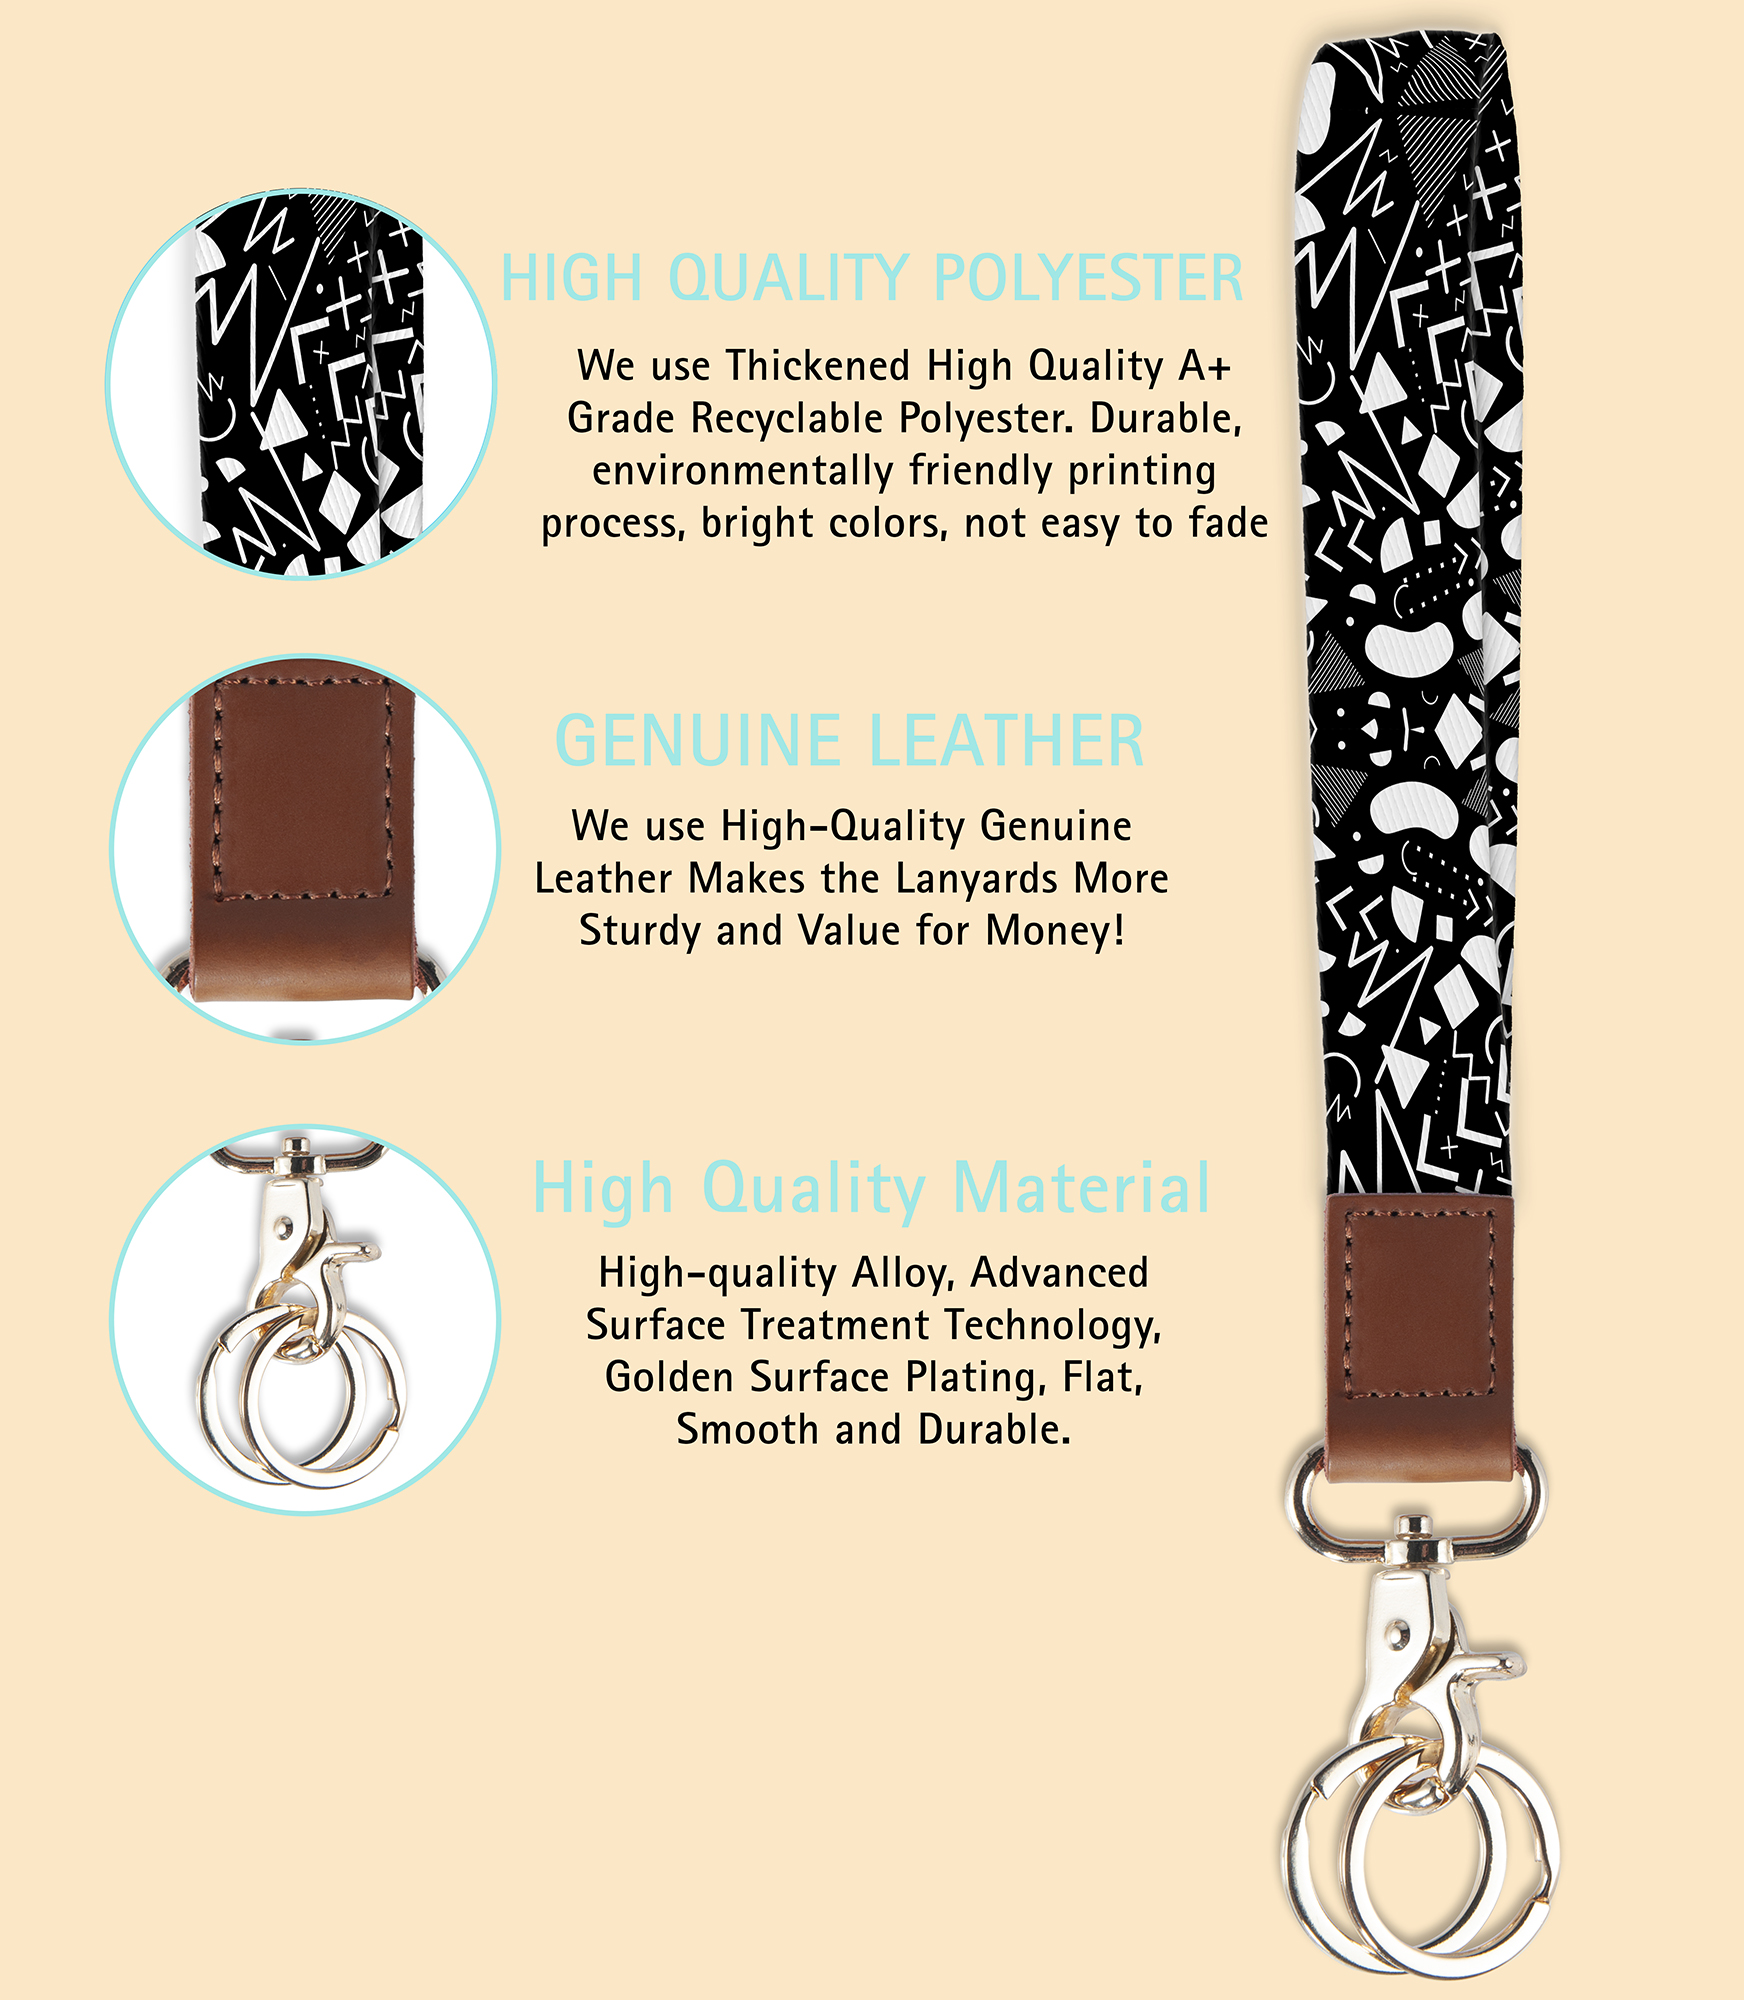 HIGH QUALITY POLYESTER
We use Thickened High Quality A+
Grade Recyclable Polyester. Durable,
environmentally friendly printing
process, bright colors, not easy to fade
GENUINE LEATHER
We use High-Quality Genuine
Leather Makes the Lanyards More
Sturdy and Value for Money!
High Quality Material
High-quality Alloy, Advanced
Surface Treatment Technology,
Golden Surface Plating, Flat,
Smooth and Durable.